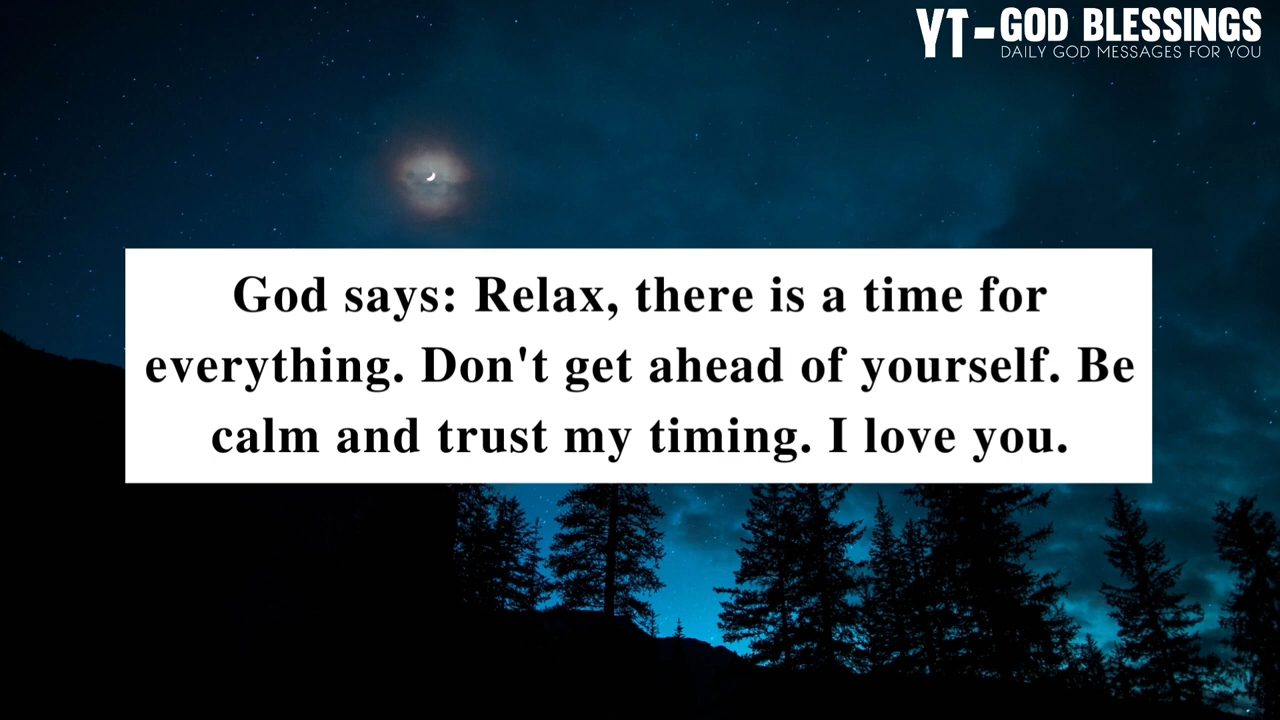 YT-GOD BLESSINGS
DAILY GOD MESSAGES FOR YOU
God says: Relax, there is a time for
everything. Don't get ahead of yourself. Be
calm and trust my timing. I love you.